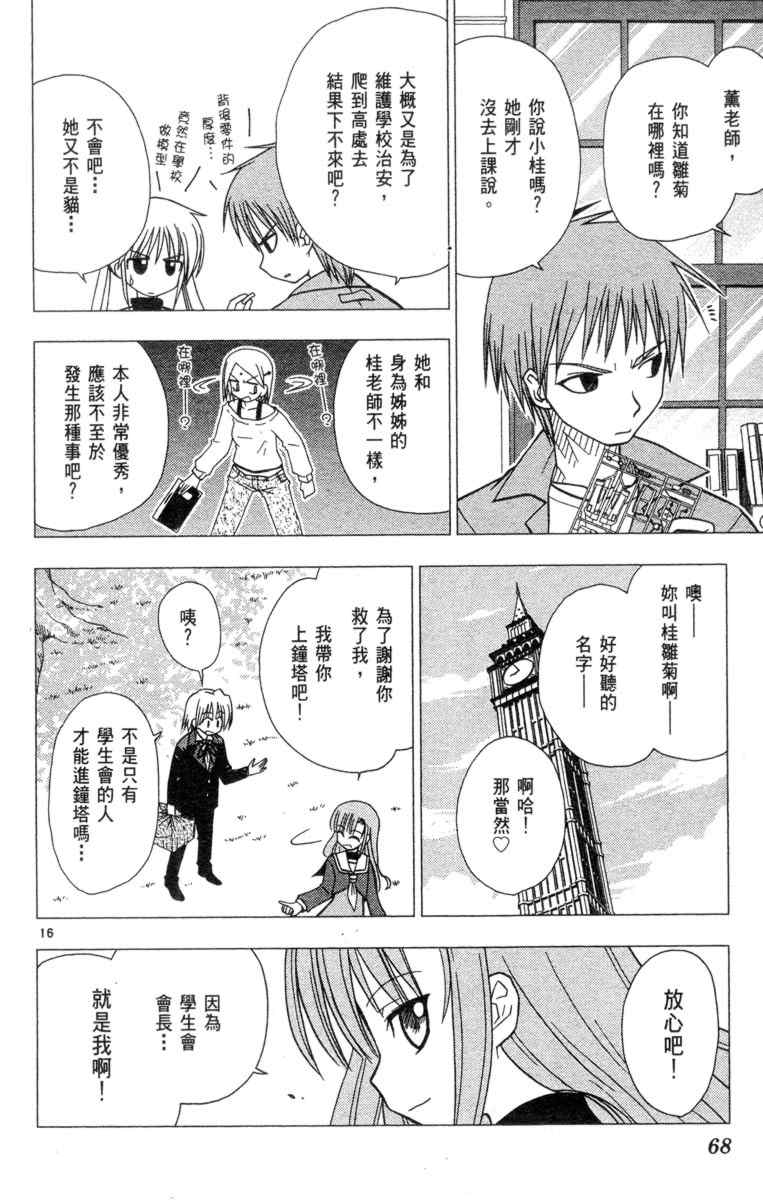 薰老師，
你知道雛菊
在哪裡嗎？
你說小桂嗎？
她剛才
沒去上課說。
大概又是為了
維護學校治安，
爬到高處去
結果下不來吧？
背後零件的
厚度…
竟然在學校
做模型
不會吧…
她又不是貓…
她和
身為姊姊的
桂老師不一樣，
在哪裡——？
在哪裡——？
本人非常優秀，
應該不至於
發生那種事吧？
噢——
妳叫桂雛菊啊——
好好聽的
名字——
啊哈！
那當然♡
為了謝謝你
救了我，
我帶你
上鐘塔吧！
咦？
不是只有
學生會的人
才能進鐘塔嗎…
16
放心吧！
因為
學生會
會長…
就是我啊！
68